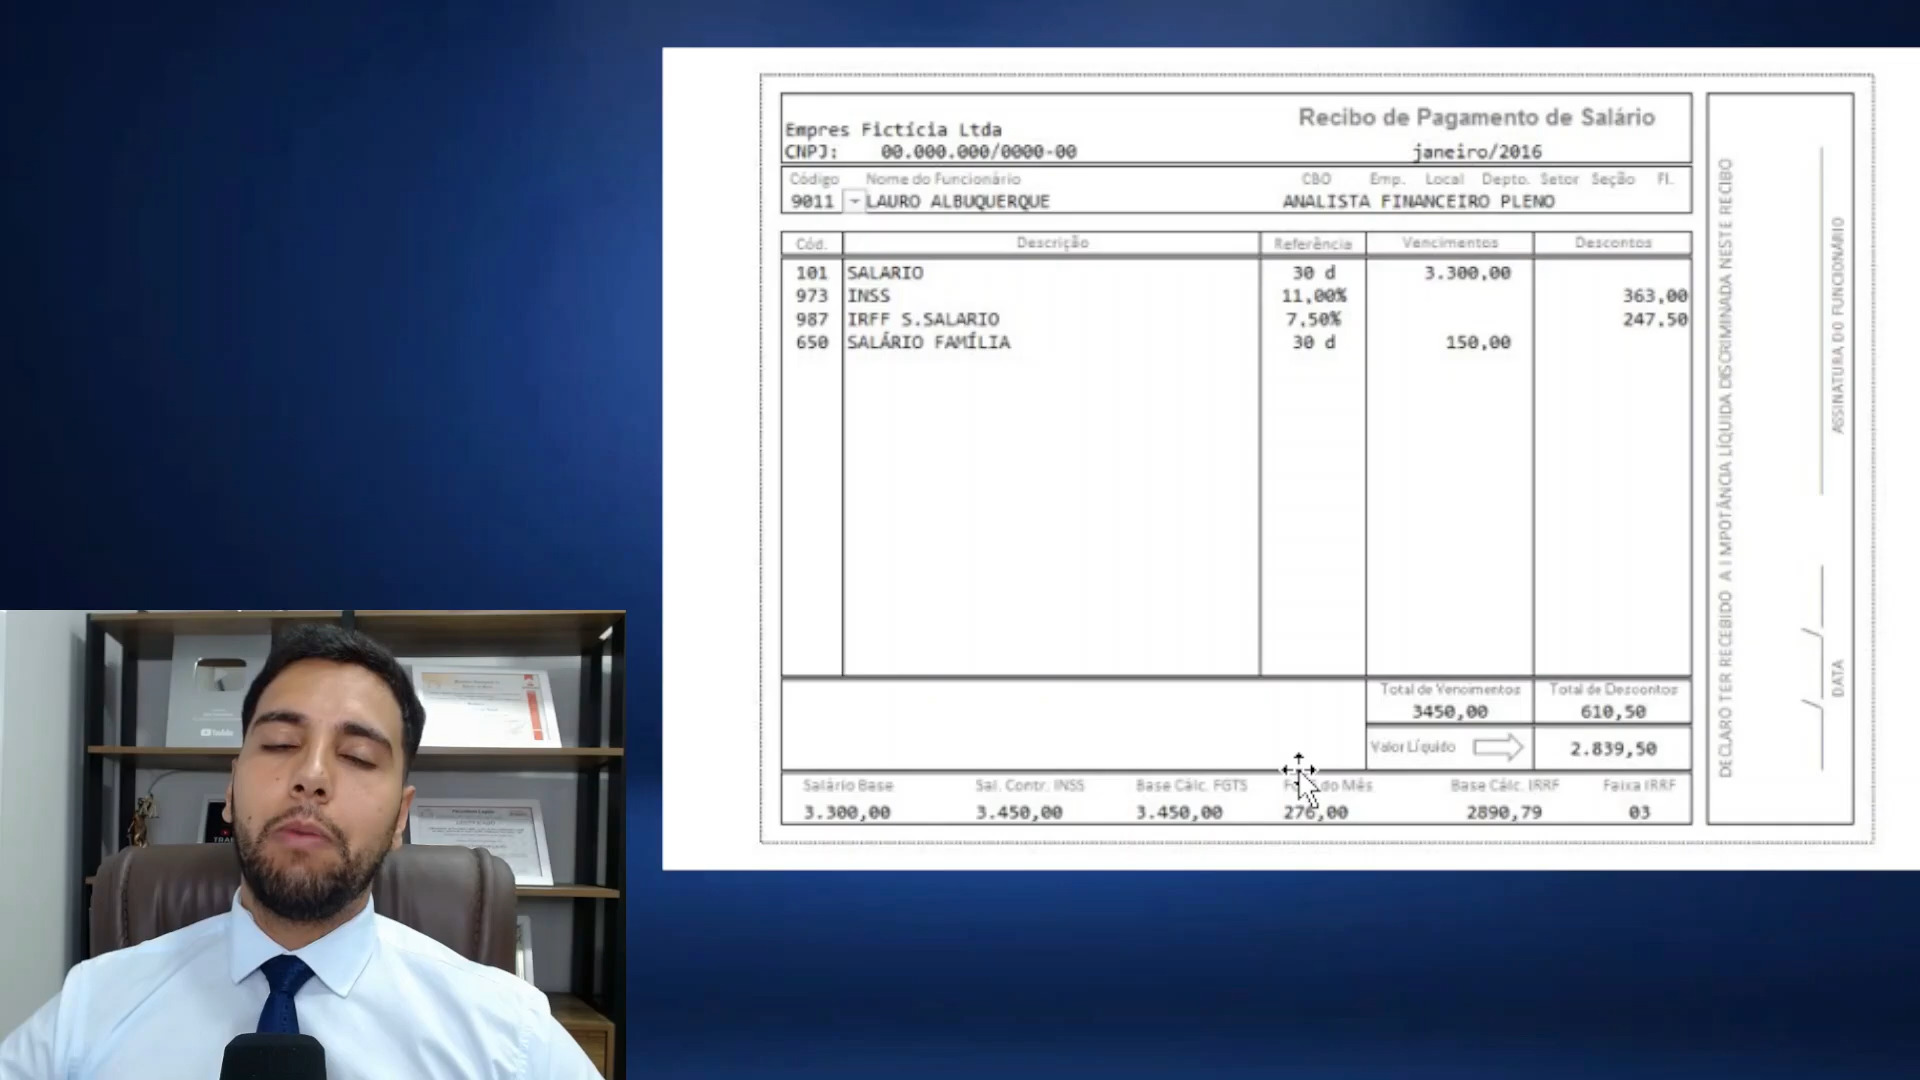 Recibo de Pagamento de Salário
Empres Fictícia Ltda
CNPJ: 00.000.000/0000-00
janeiro/2016
Código Nome do Funcionário CBO Emp. Local Depto. Setor Seção Fl.
9011 LAURO ALBUQUERQUE ANALISTA FINANCEIRO PLENO
Cód. Descrição Referência Vencimentos Descontos
101 SALARIO 30 d 3.300,00
973 INSS 11,00% 363,00
987 IRFF S.SALARIO 7,50% 247,50
650 SALÁRIO FAMÍLIA 30 d 150,00
Total de Vencimentos Total de Descontos
3450,00 610,50
Valor Líquido 2.839,50
Salário Base Sal. Contr. INSS Base Cálc. FGTS do Mês Base Cálc. IRRF Faixa IRRF
3.300,00 3.450,00 3.450,00 276,00 2890,79 03
DECLARO TER RECEBIDO A I MPOTÂNCIA LÍQUIDA DISCRIMINADA NESTE RECIBO
ASSINATURA DO FUNCIONÁRIO
DATA
YouTube